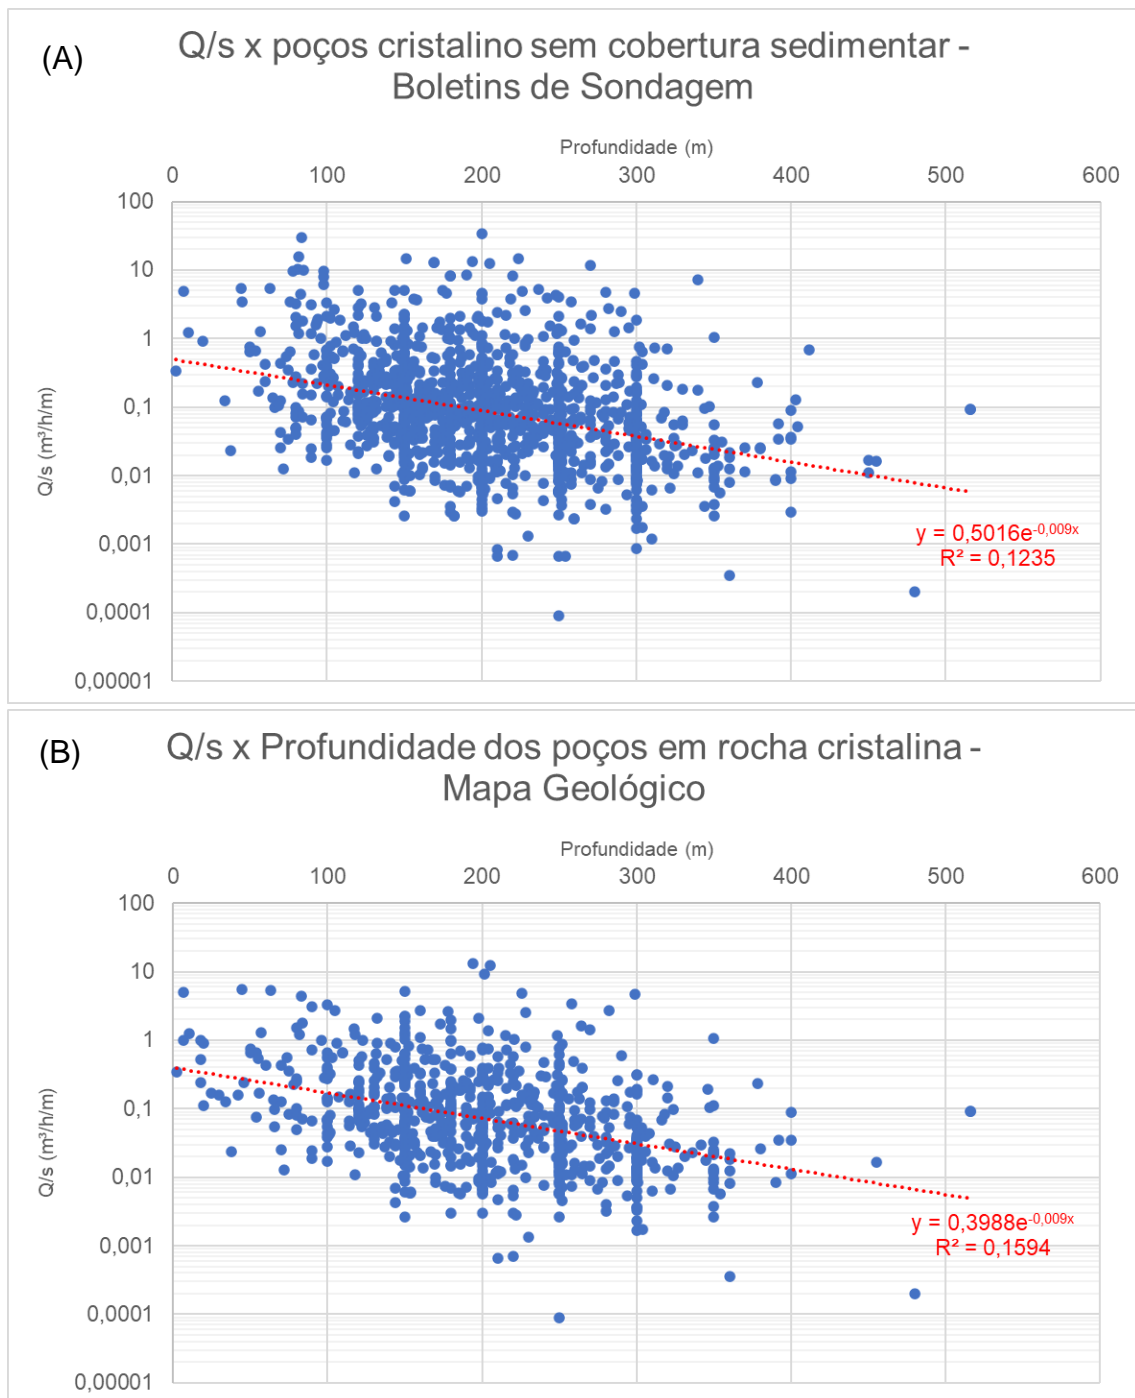 (A)
Q/s x poços cristalino sem cobertura sedimentar -
Boletins de Sondagem
Profundidade (m)
0 100 200 300 400 500 600
100
10
1
0,1
0,01
0,001
0,0001
0,00001
Q/s (m³/h/m)
y = 0,5016e^-0,009x
R² = 0,1235
(B)
Q/s x Profundidade dos poços em rocha cristalina -
Mapa Geológico
Profundidade (m)
0 100 200 300 400 500 600
100
10
1
0,1
0,01
0,001
0,0001
0,00001
Q/s (m³/h/m)
y = 0,3988e^-0,009x
R² = 0,1594